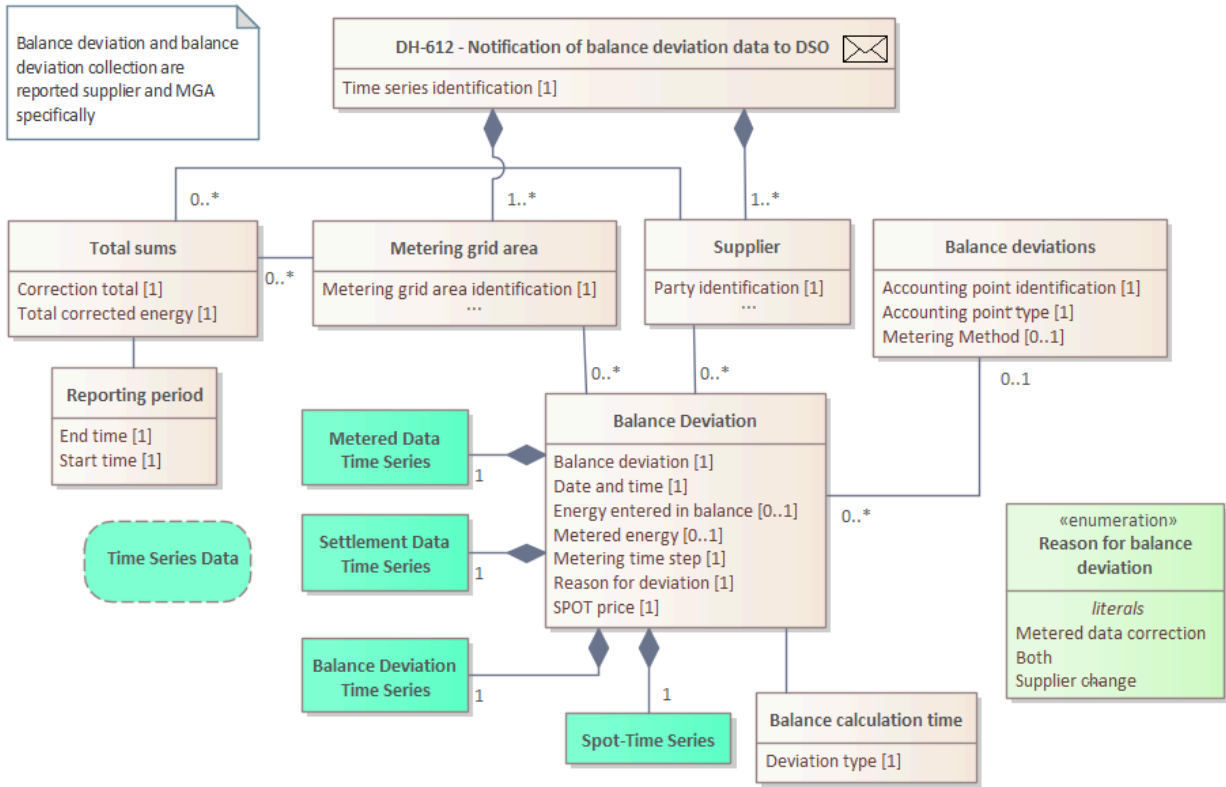 Balance deviation and balance
deviation collection are
reported supplier and MGA
specifically
DH-612 - Notification of balance deviation data to DSO
Time series identification [1]
0..*
1..*
1..*
Total sums
Correction total [1]
Total corrected energy [1]
0..*
Metering grid area
Metering grid area identification [1]
...
Supplier
Party identification [1]
...
Balance deviations
Accounting point identification [1]
Accounting point type [1]
Metering Method [0..1]
0..*
0..*
0..1
Reporting period
End time [1]
Start time [1]
Metered Data
Time Series
1
Balance Deviation
Balance deviation [1]
Date and time [1]
Energy entered in balance [0..1]
Metered energy [0..1]
Metering time step [1]
Reason for deviation [1]
SPOT price [1]
0..*
Time Series Data
Settlement Data
Time Series
1
«enumeration»
Reason for balance
deviation
literals
Metered data correction
Both
Supplier change
Balance Deviation
Time Series
1
1
Spot-Time Series
Balance calculation time
Deviation type [1]